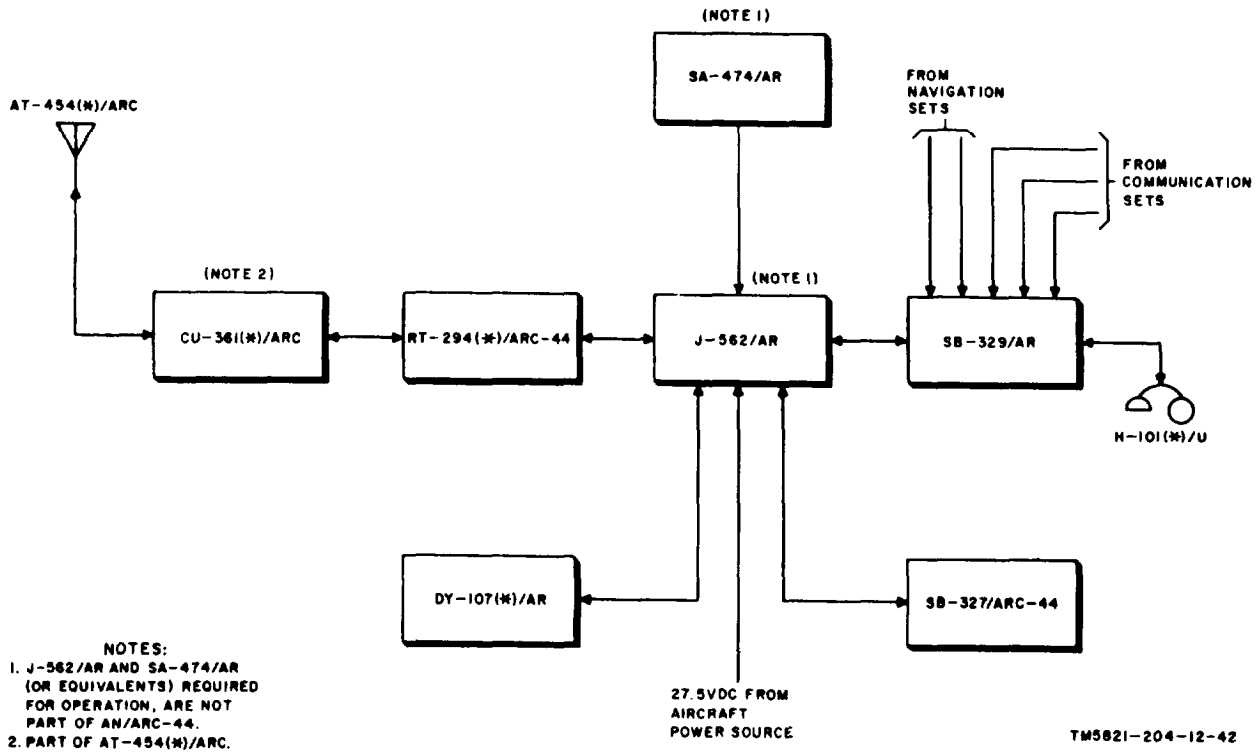 (NOTE 1)
SA-474/AR
FROM
NAVIGATION
SETS
AT-454(*)/ARC
FROM
COMMUNICATION
SETS
(NOTE 2)
(NOTE 1)
CU-361(*)/ARC
RT-294(*)/ARC-44
J-562/AR
SB-329/AR
H-101(*)/U
DY-107(*)/AR
SB-327/ARC-44
NOTES:
1. J-562/AR AND SA-474/AR
(OR EQUIVALENTS) REQUIRED
FOR OPERATION, ARE NOT
PART OF AN/ARC-44.
2. PART OF AT-454(*)/ARC.
27.5VDC FROM
AIRCRAFT
POWER SOURCE
TM5821-204-12-42